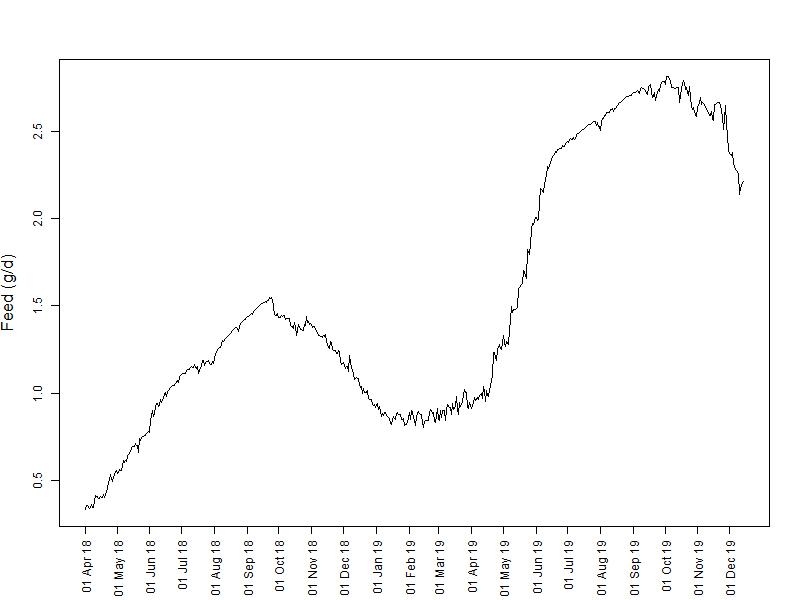 Feed (g/d)
2.5
2.0
1.5
1.0
0.5
01 Apr 18
01 May 18
01 Jun 18
01 Jul 18
01 Aug 18
01 Sep 18
01 Oct 18
01 Nov 18
01 Dec 18
01 Jan 19
01 Feb 19
01 Mar 19
01 Apr 19
01 May 19
01 Jun 19
01 Jul 19
01 Aug 19
01 Sep 19
01 Oct 19
01 Nov 19
01 Dec 19